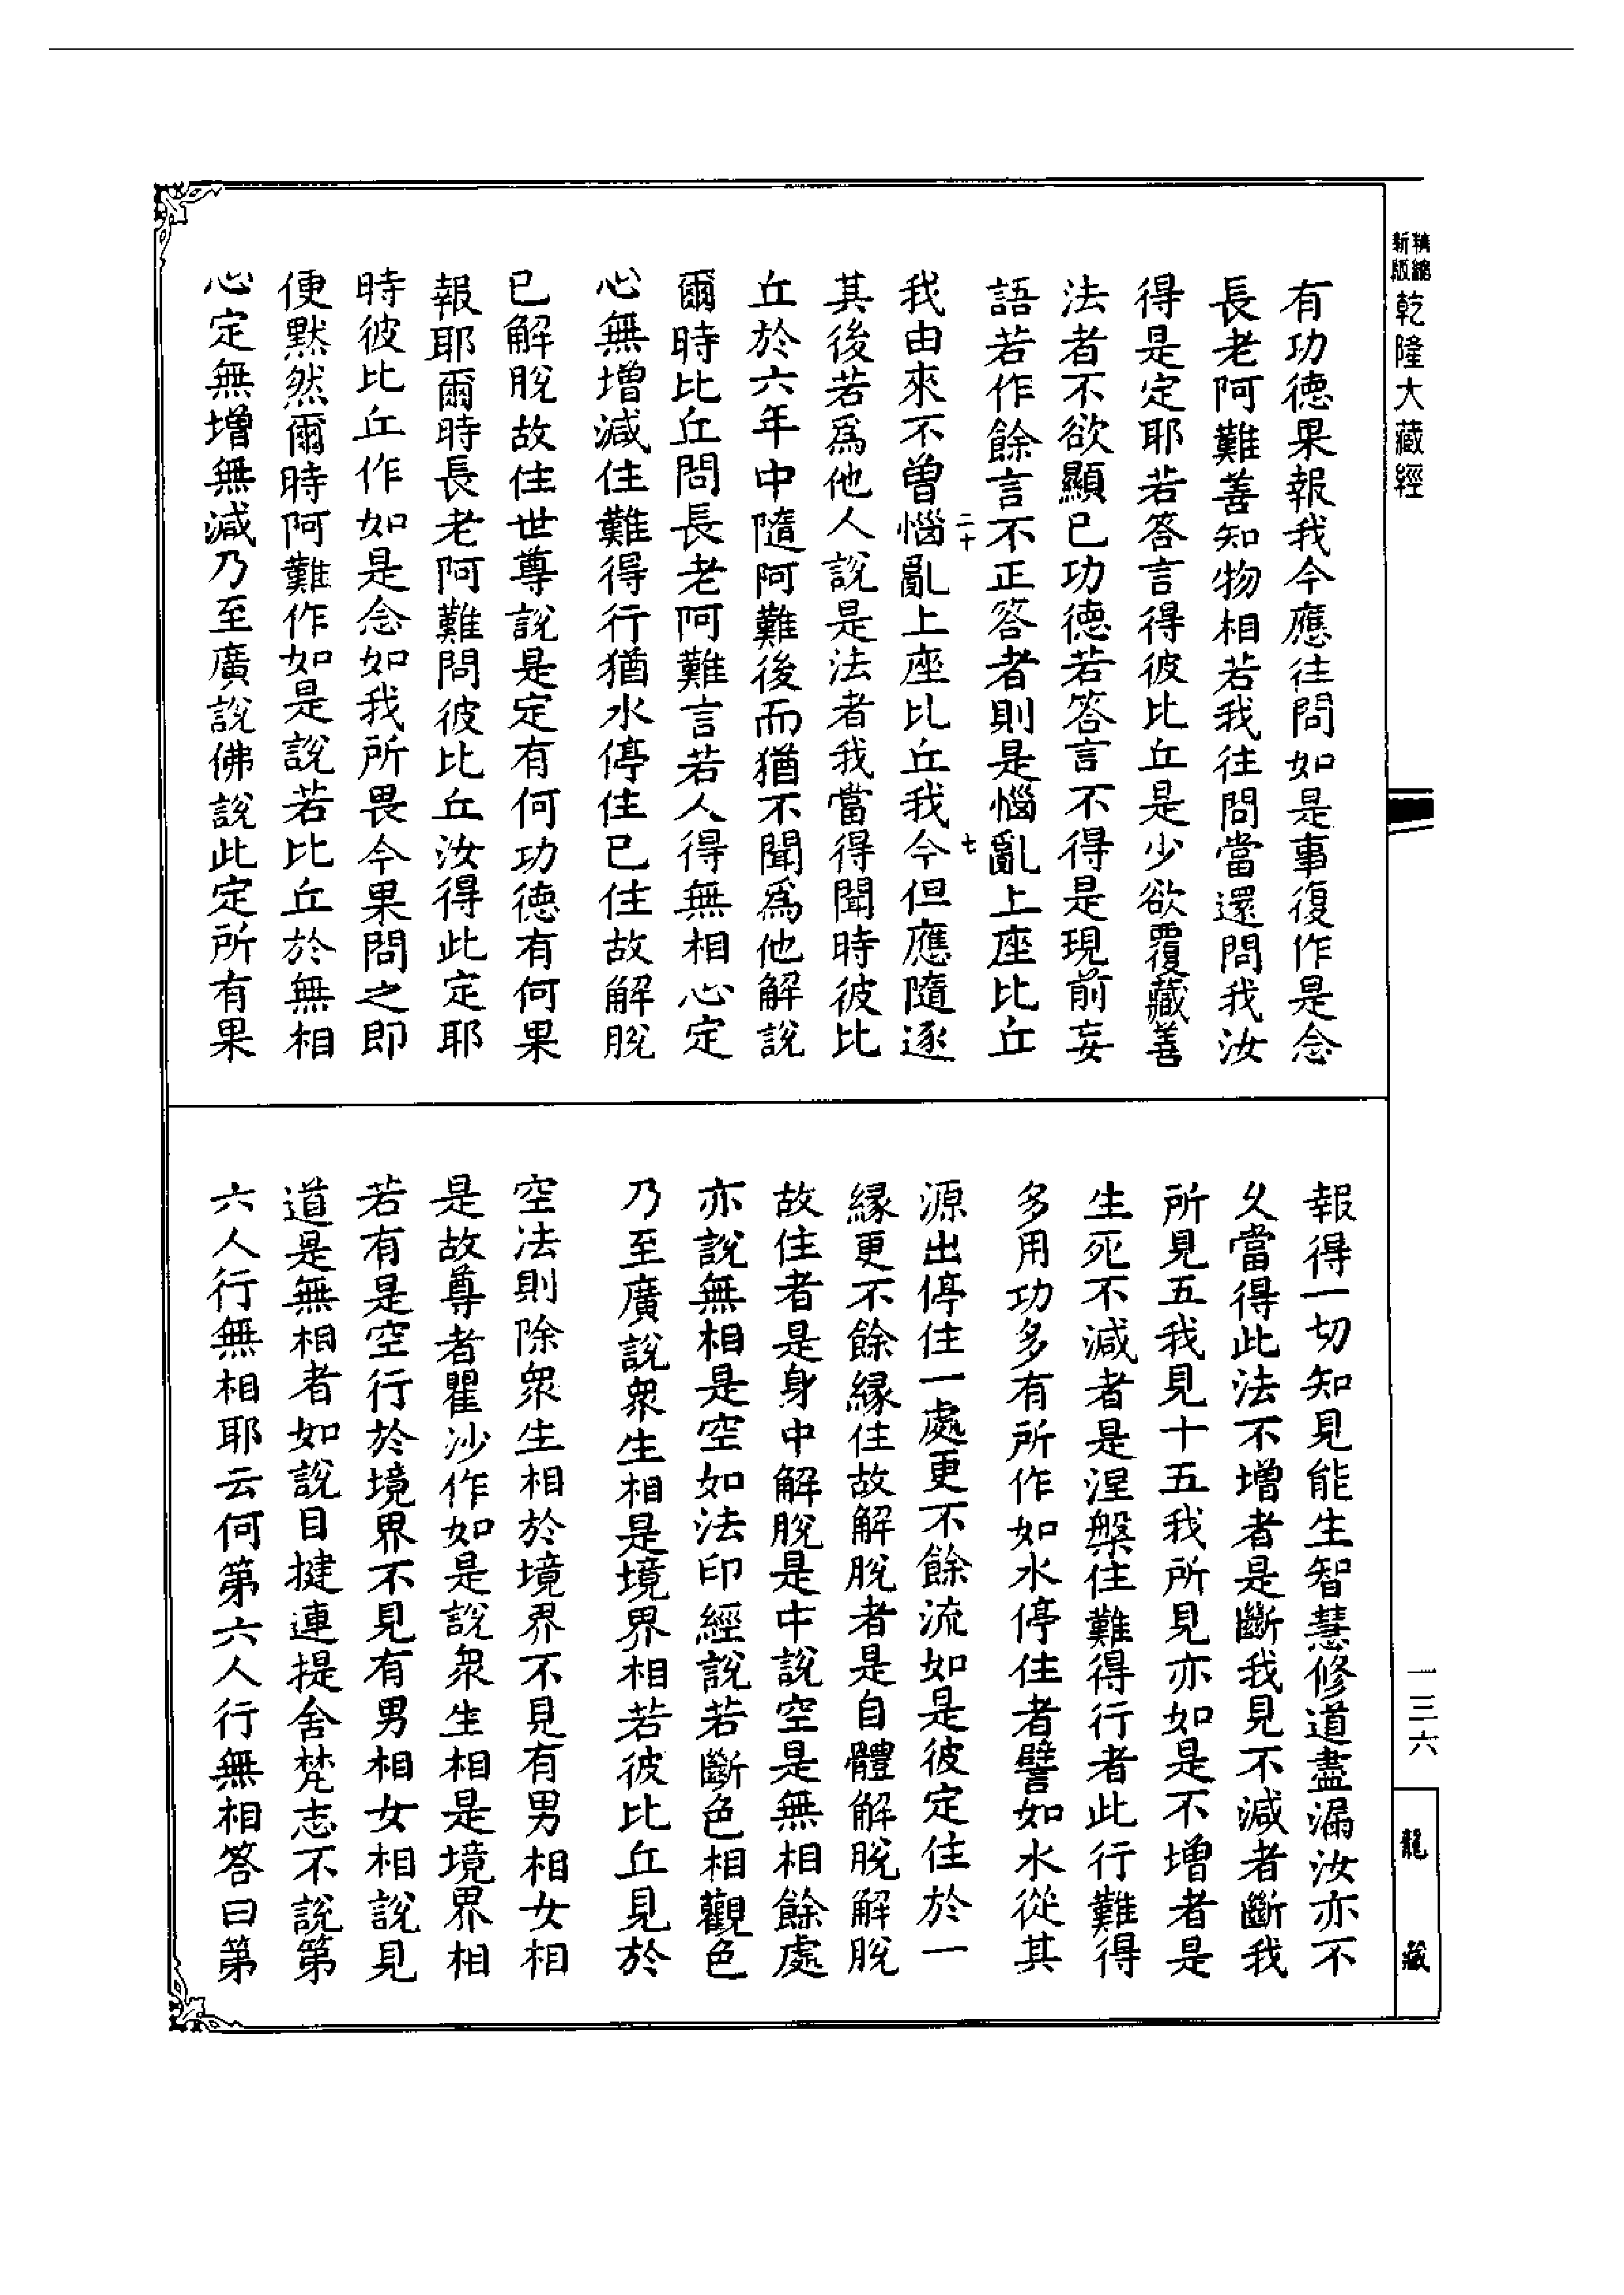 新版精縮乾隆大藏經
有功德果報我今應往問如是事復作是念
長老阿難善知物相若我往問當還問我汝
得是定耶若答言得彼比丘是少欲覆藏善
法者不欲顯已功德若答言不得是現前妄
語若作餘言不正答者則是惱亂上座比丘
二十 七
我由來不曾惱亂上座比丘我今但應隨逐
其後若爲他人說是法者我當得聞時彼比
丘於六年中隨阿難後而猶不聞爲他解說
爾時比丘問長老阿難言若人得無相心定
心無增減住難得行猶水停住已住故解脫
已解脫故住世尊說是定有何功德有何果
報耶爾時長老阿難問彼比丘汝得此定耶
時彼比丘作如是念如我所畏今果問之即
便默然爾時阿難作如是說若比丘於無相
心定無增無減乃至廣說佛說此定所有果
報得一切知見能生智慧修道盡漏汝亦不
乆當得此法不增者是斷我見不減者斷我
所見五我見十五我所見亦如是不增者是
生死不減者是涅槃住難得行者此行難得
多用功多有所作如水停住者譬如水從其
源出停住一處更不餘流如是彼定住於一
緣更不餘緣住故解脫者是自體解脫解脫
故住者是身中解脫是中說空是無相餘處
亦說無相是空如法印經說若斷色相觀色
乃至廣說衆生相是境界相若彼比丘見於
空法則除衆生相於境界不見有男相女相
是故尊者瞿沙作如是說衆生相是境界相
若有是空行於境界不見有男相女相說見
道是無相者如說目揵連提舍梵志不說第
六人行無相耶云何第六人行無相答曰第
一三六
龍藏